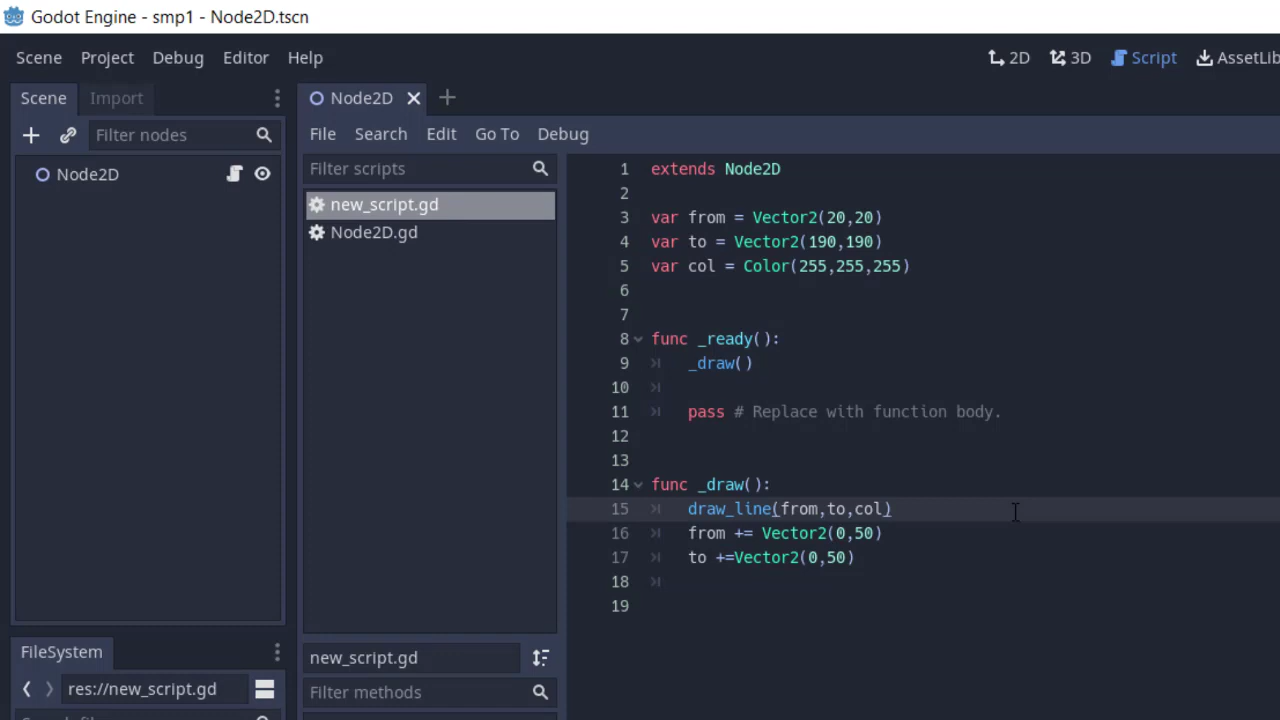 Godot Engine - smp1 - Node2D.tscn
Scene Project Debug Editor Help
2D 3D Script AssetLib
Scene Import
Filter nodes
Node2D
Node2D
File Search Edit Go To Debug
Filter scripts
new_script.gd
Node2D.gd
new_script.gd
Filter methods
1 extends Node2D
2
3 var from = Vector2(20,20)
4 var to = Vector2(190,190)
5 var col = Color(255,255,255)
6
7
8 func _ready():
9 _draw()
10
11 pass # Replace with function body.
12
13
14 func _draw():
15 draw_line(from,to,col)
16 from += Vector2(0,50)
17 to +=Vector2(0,50)
18
19
FileSystem
res://new_script.gd